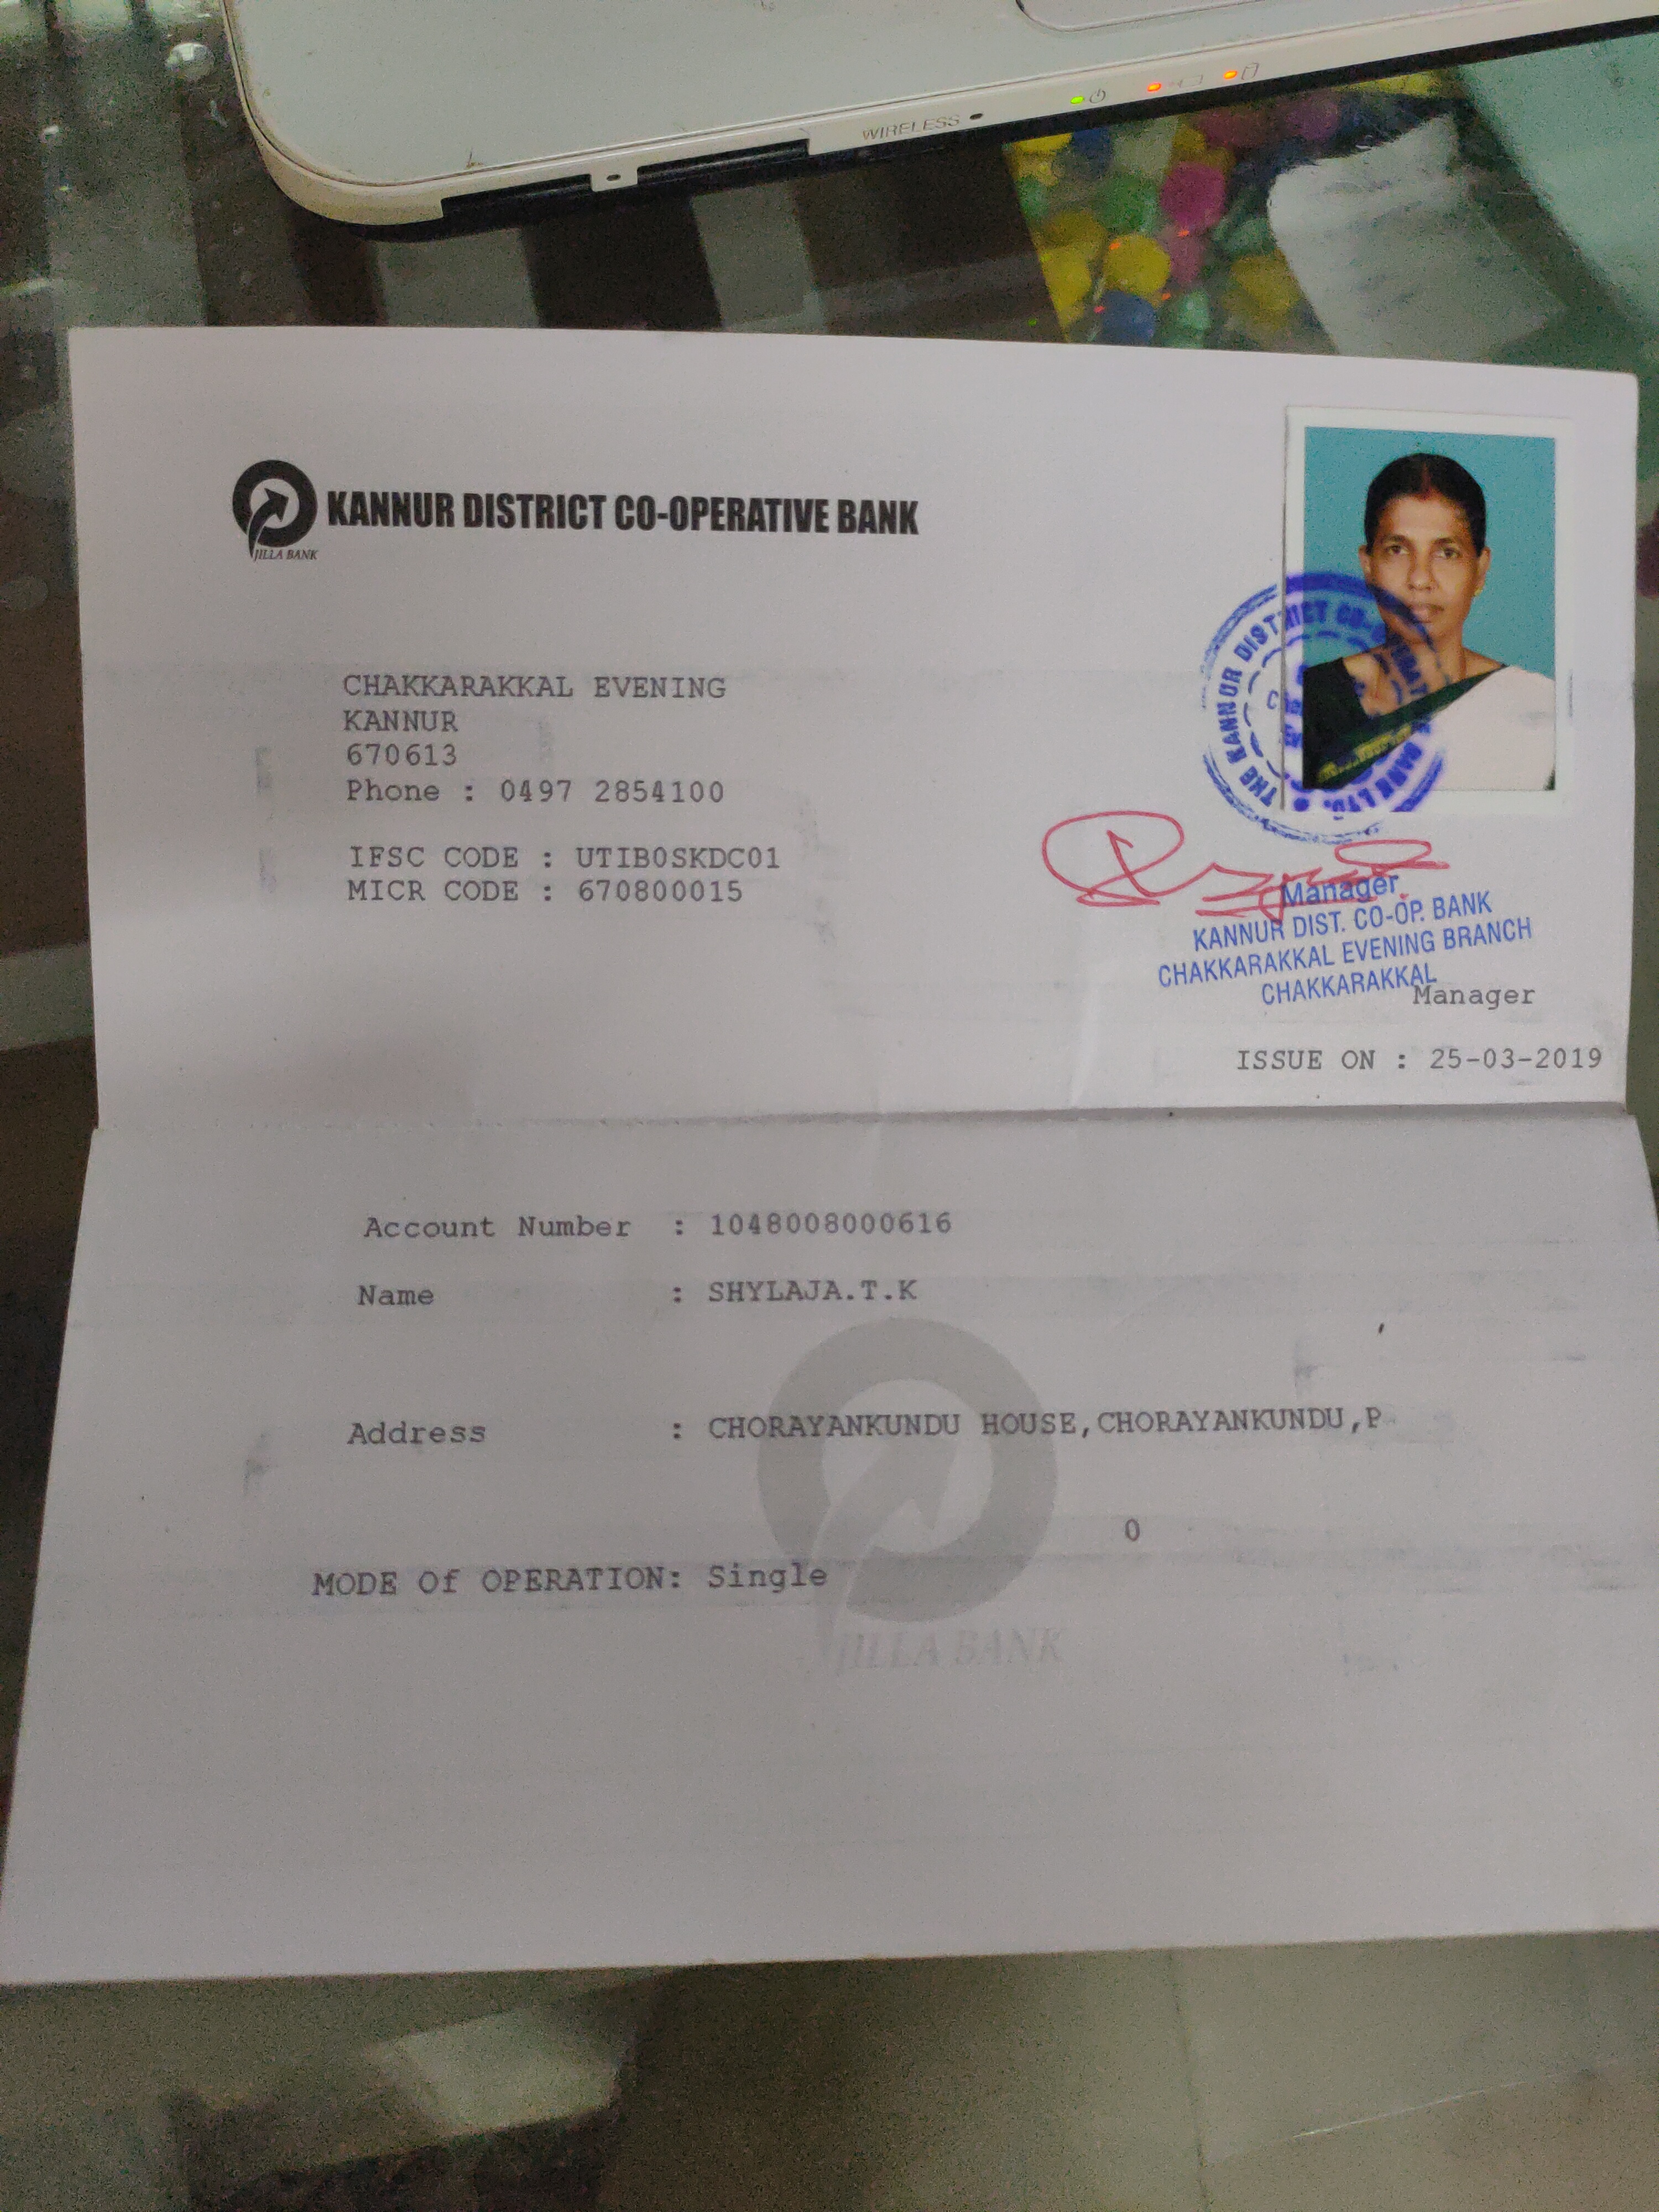 WIRELESS
KANNUR DISTRICT CO-OPERATIVE BANK
JILLA BANK
CHAKKARAKKAL EVENING
KANNUR
670613
Phone : 0497 2854100
IFSC CODE : UTIB0SKDC01
MICR CODE : 670800015
THE KANNUR DISTRICT CO-OPERATIVE BANK LTD.
Manager
KANNUR DIST. CO-OP. BANK
CHAKKARAKKAL EVENING BRANCH
CHAKKARAKKAL
Manager
ISSUE ON : 25-03-2019
Account Number : 1048008000616
Name : SHYLAJA.T.K
Address : CHORAYANKUNDU HOUSE,CHORAYANKUNDU,P
0
MODE Of OPERATION: Single
JILLA BANK